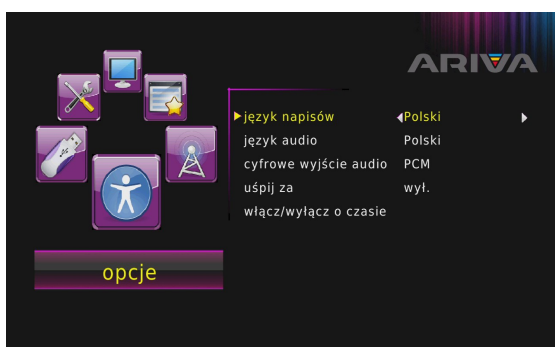 ARIVA
język napisów Polski
język audio Polski
cyfrowe wyjście audio PCM
uśpij za wył.
włącz/wyłącz o czasie
opcje